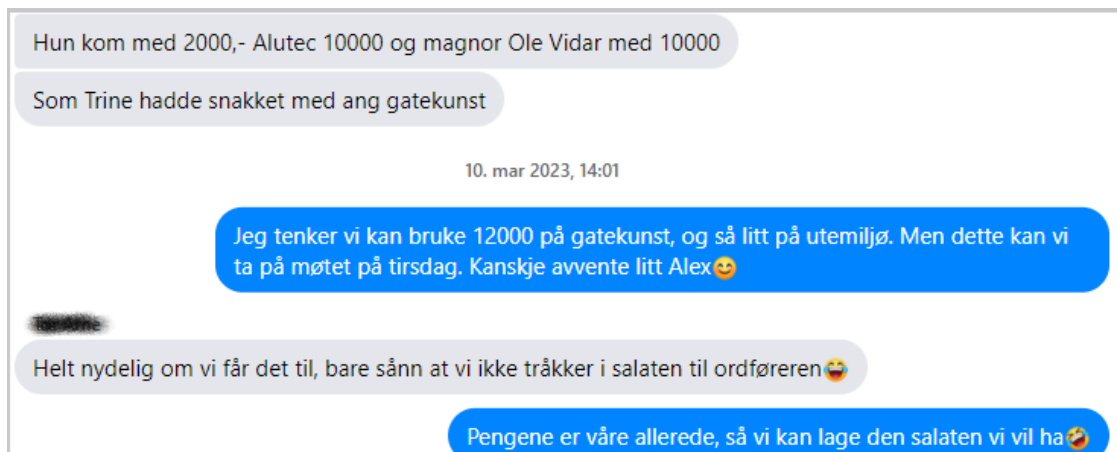 Hun kom med 2000,- Alutec 10000 og magnor Ole Vidar med 10000
Som Trine hadde snakket med ang gatekunst
10. mar 2023, 14:01
Jeg tenker vi kan bruke 12000 på gatekunst, og så litt på utemiljø. Men dette kan vi
ta på møtet på tirsdag. Kanskje avvente litt Alex😊
Helt nydelig om vi får det til, bare sånn at vi ikke tråkker i salaten til ordføreren😂
Pengene er våre allerede, så vi kan lage den salaten vi vil ha🤣